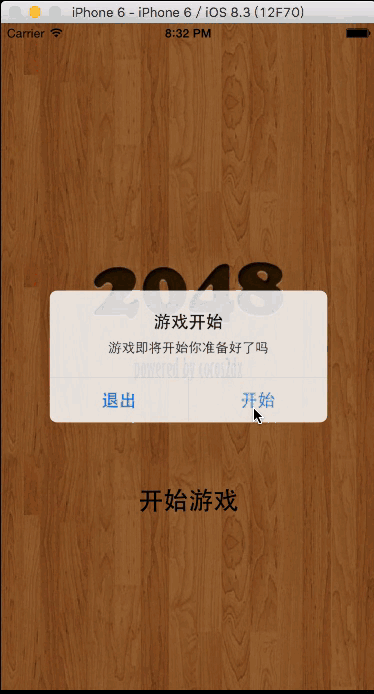 iPhone 6 - iPhone 6 / iOS 8.3 (12F70)
Carrier 8:32 PM
2048
游戏开始
游戏即将开始你准备好了吗
powered by cocos2dx
退出 开始
开始游戏